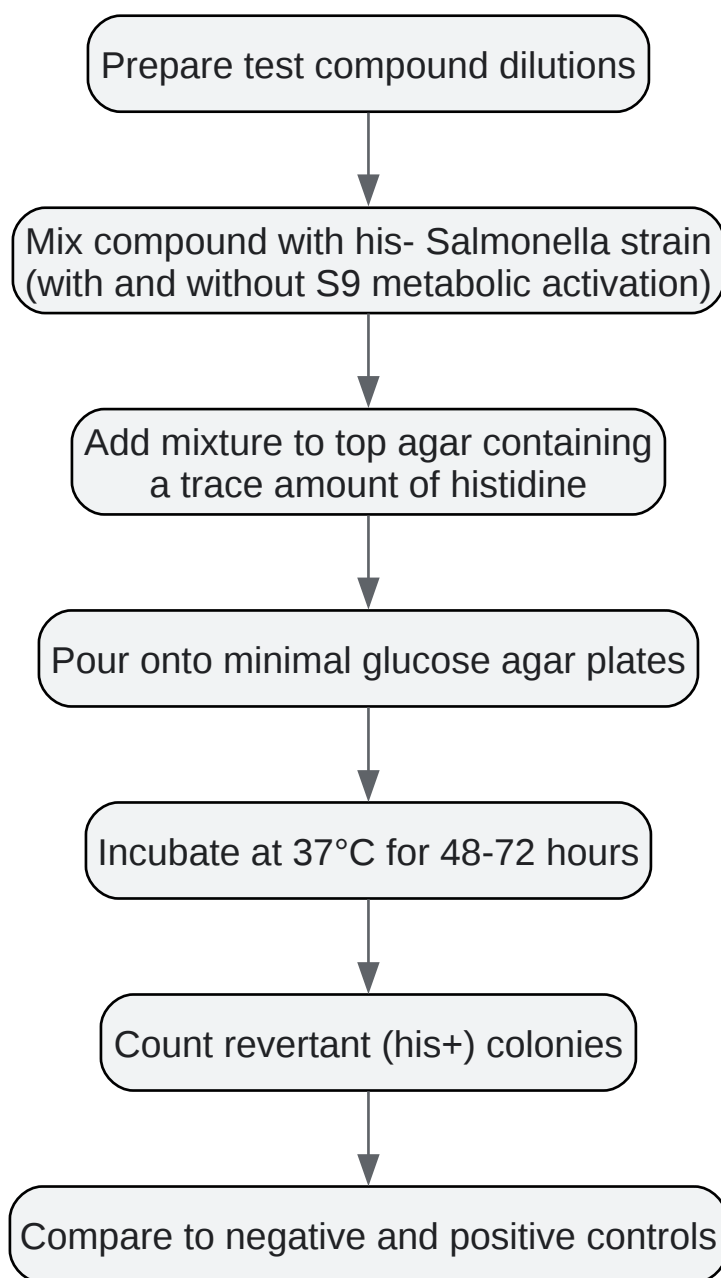 Prepare test compound dilutions
Mix compound with his- Salmonella strain
(with and without S9 metabolic activation)
Add mixture to top agar containing
a trace amount of histidine
Pour onto minimal glucose agar plates
Incubate at 37°C for 48-72 hours
Count revertant (his+) colonies
Compare to negative and positive controls